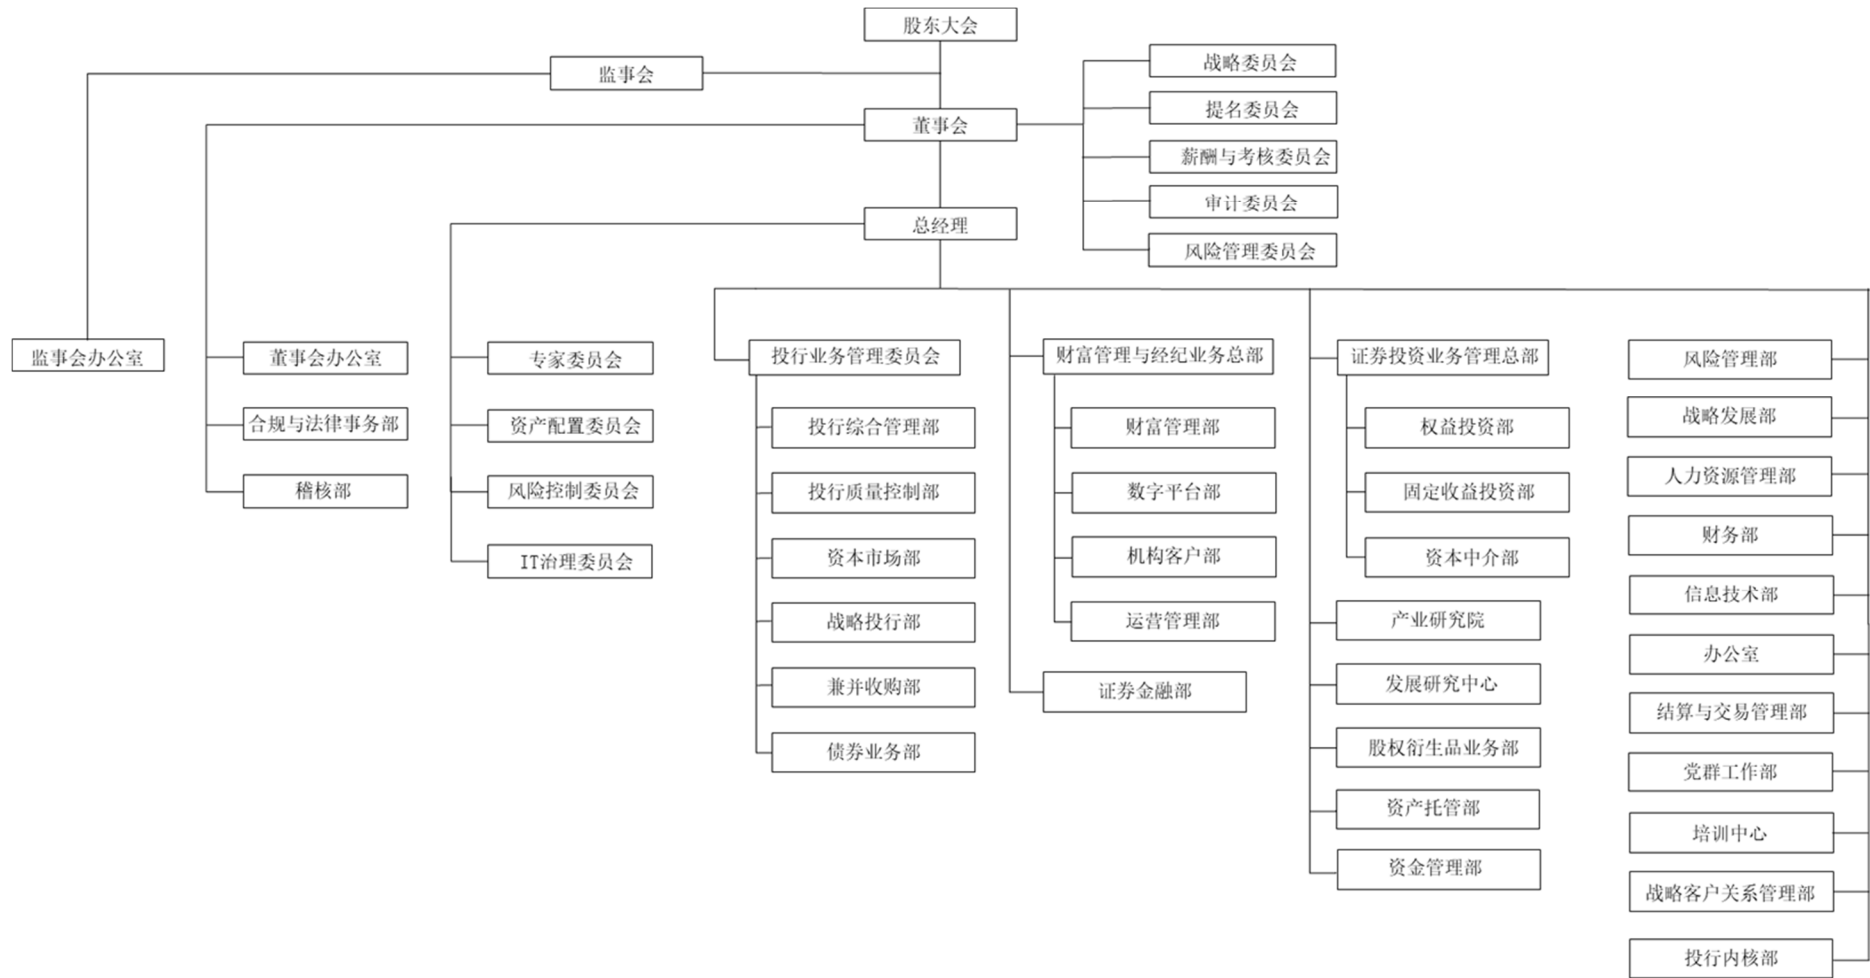 股东大会
监事会
董事会
战略委员会
提名委员会
薪酬与考核委员会
审计委员会
风险管理委员会
总经理
监事会办公室
董事会办公室
合规与法律事务部
稽核部
专家委员会
资产配置委员会
风险控制委员会
IT治理委员会
投行业务管理委员会
投行综合管理部
投行质量控制部
资本市场部
战略投行部
兼并收购部
债券业务部
财富管理与经纪业务总部
财富管理部
数字平台部
机构客户部
运营管理部
证券金融部
证券投资业务管理总部
权益投资部
固定收益投资部
资本中介部
产业研究院
发展研究中心
股权衍生品业务部
资产托管部
资金管理部
风险管理部
战略发展部
人力资源管理部
财务部
信息技术部
办公室
结算与交易管理部
党群工作部
培训中心
战略客户关系管理部
投行内核部